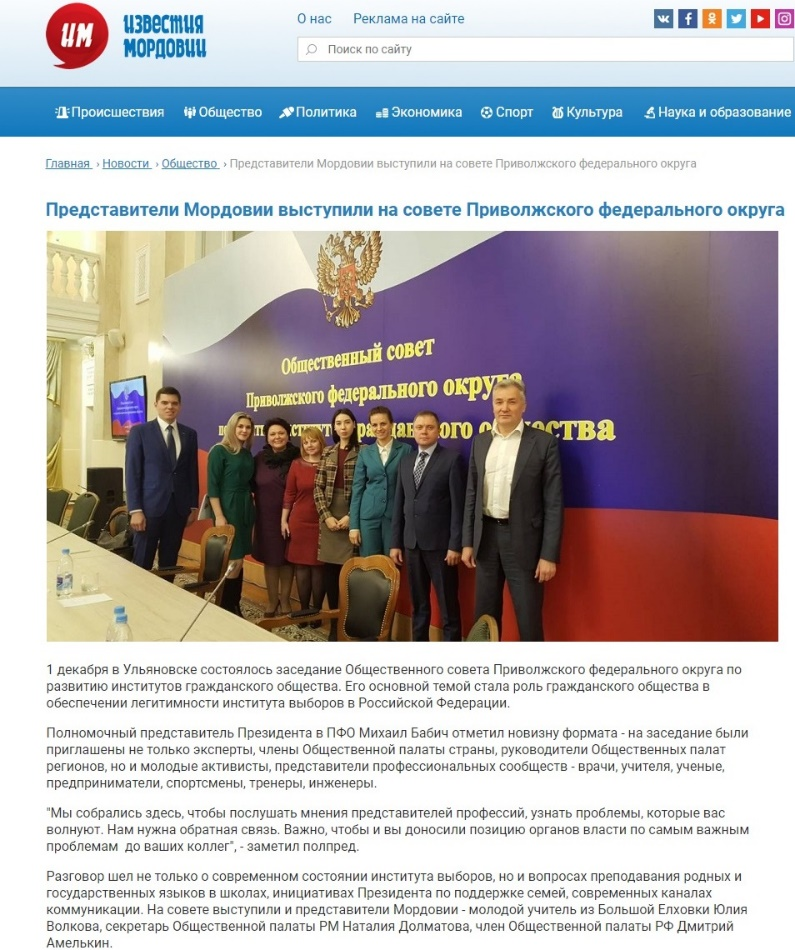 ИМ ИЗВЕСТИЯ МОРДОВИИ
О нас Реклама на сайте
Поиск по сайту
Происшествия Общество Политика Экономика Спорт Культура Наука и образование
Главная › Новости › Общество › Представители Мордовии выступили на совете Приволжского федерального округа
Представители Мордовии выступили на совете Приволжского федерального округа
Общественный совет
Приволжского федерального округа
гражданского общества
1 декабря в Ульяновске состоялось заседание Общественного совета Приволжского федерального округа по
развитию институтов гражданского общества. Его основной темой стала роль гражданского общества в
обеспечении легитимности института выборов в Российской Федерации.
Полномочный представитель Президента в ПФО Михаил Бабич отметил новизну формата - на заседание были
приглашены не только эксперты, члены Общественной палаты страны, руководители Общественных палат
регионов, но и молодые активисты, представители профессиональных сообществ - врачи, учителя, ученые,
предприниматели, спортсмены, тренеры, инженеры.
"Мы собрались здесь, чтобы послушать мнения представителей профессий, узнать проблемы, которые вас
волнуют. Нам нужна обратная связь. Важно, чтобы и вы доносили позицию органов власти по самым важным
проблемам до ваших коллег", - заметил полпред.
Разговор шел не только о современном состоянии института выборов, но и вопросах преподавания родных и
государственных языков в школах, инициативах Президента по поддержке семей, современных каналах
коммуникации. На совете выступили и представители Мордовии - молодой учитель из Большой Елховки Юлия
Волкова, секретарь Общественной палаты РМ Наталия Долматова, член Общественной палаты РФ Дмитрий
Амелькин.